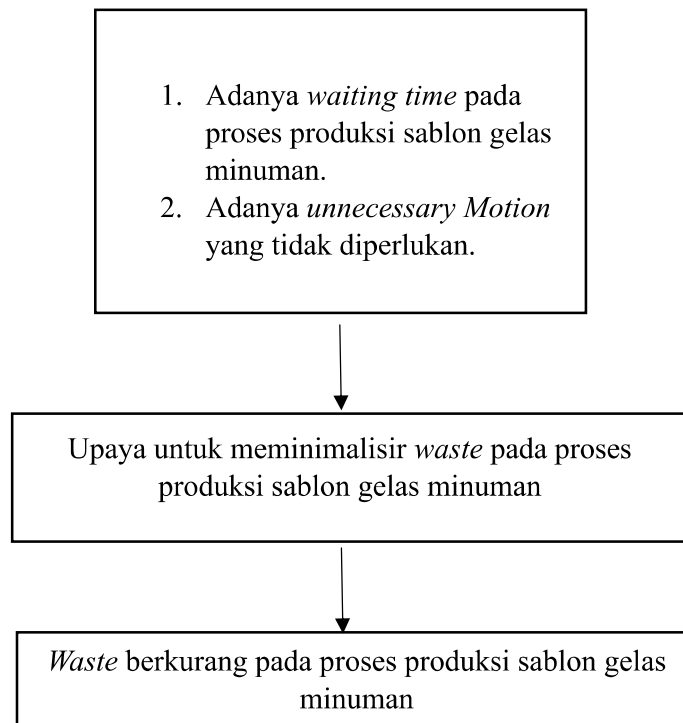 1. Adanya waiting time pada
proses produksi sablon gelas
minuman.
2. Adanya unnecessary Motion
yang tidak diperlukan.
Upaya untuk meminimalisir waste pada proses
produksi sablon gelas minuman
Waste berkurang pada proses produksi sablon gelas
minuman